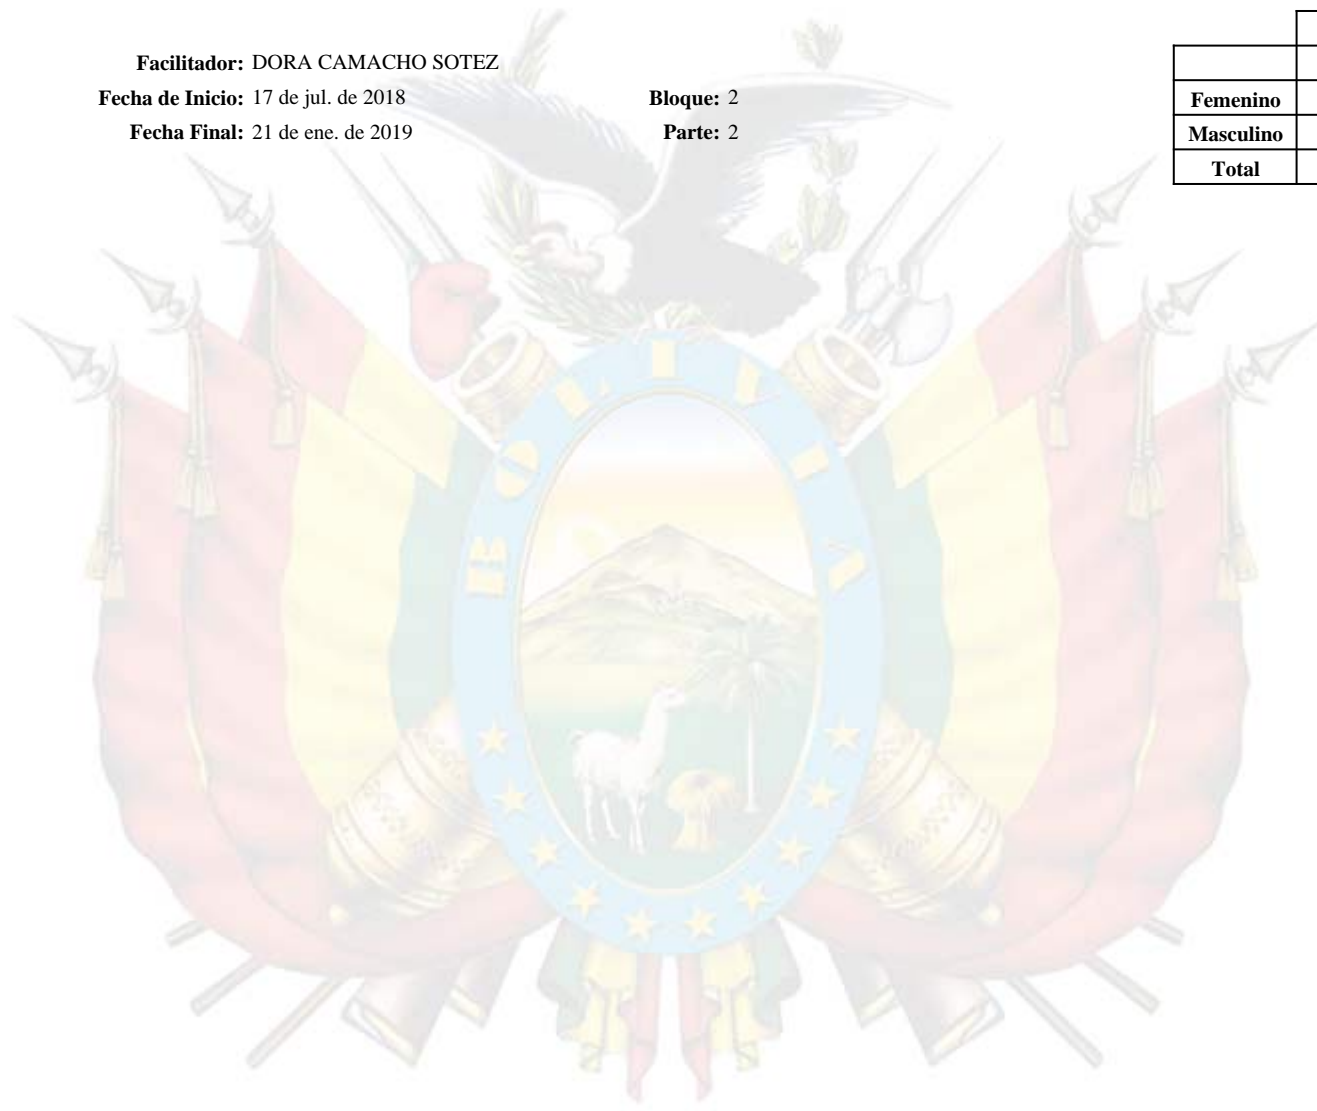 Facilitador: DORA CAMACHO SOTEZ
Fecha de Inicio: 17 de jul. de 2018 Bloque: 2
Fecha Final: 21 de ene. de 2019 Parte: 2
Femenino
Masculino
Total
BOLIVIA